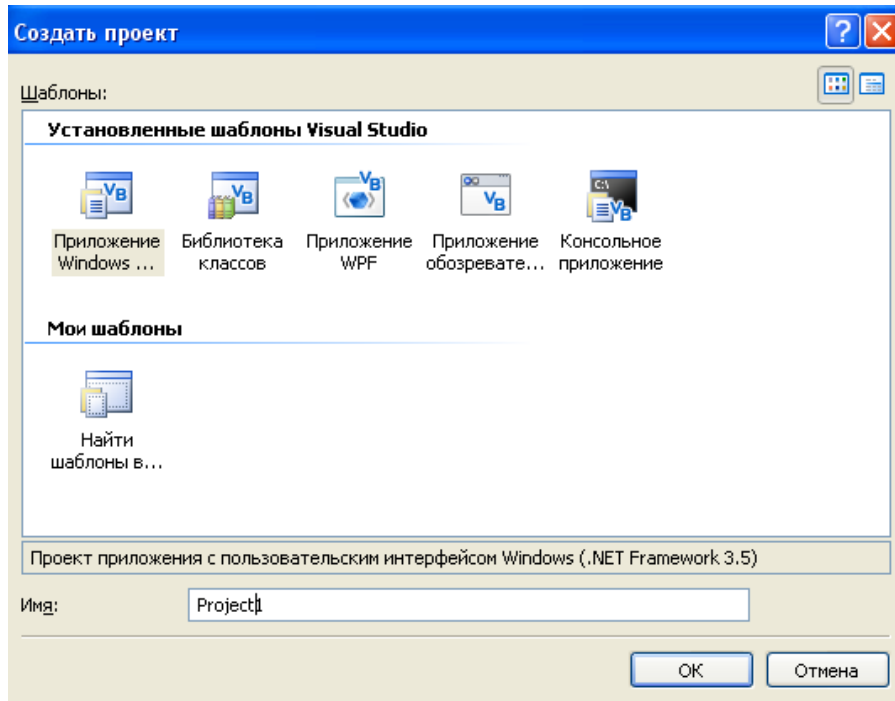 Создать проект
Шаблоны:
Установленные шаблоны Visual Studio
Приложение Windows ...
Библиотека классов
Приложение WPF
Приложение обозревате...
Консольное приложение
Мои шаблоны
Найти шаблоны в...
Проект приложения с пользовательским интерфейсом Windows (.NET Framework 3.5)
Имя:
Project1
ОК
Отмена